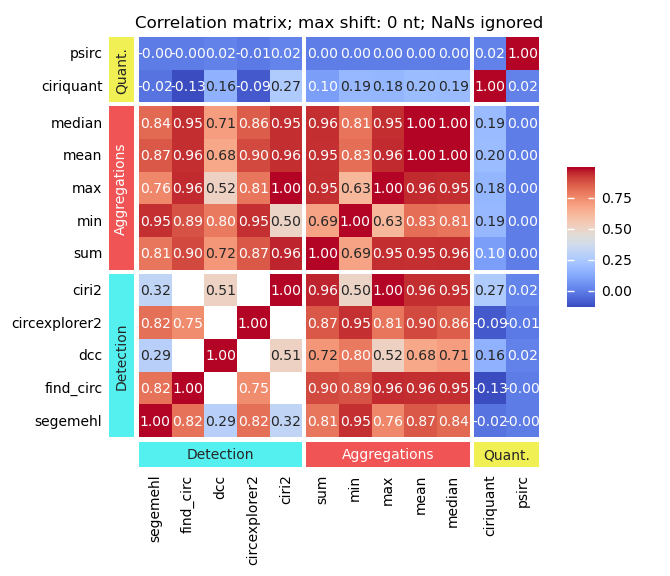 Correlation matrix; max shift: 0 nt; NaNs ignored
psirc -0.00 -0.00 0.02 -0.01 0.02 0.00 0.00 0.00 0.00 0.00 0.02 1.00
ciriquant -0.02 -0.13 0.16 -0.09 0.27 0.10 0.19 0.18 0.20 0.19 1.00 0.02
Quant.
median 0.84 0.95 0.71 0.86 0.95 0.96 0.81 0.95 1.00 1.00 0.19 0.00
mean 0.87 0.96 0.68 0.90 0.96 0.95 0.83 0.96 1.00 1.00 0.20 0.00
max 0.76 0.96 0.52 0.81 1.00 0.95 0.63 1.00 0.96 0.95 0.18 0.00
min 0.95 0.89 0.80 0.95 0.50 0.69 1.00 0.63 0.83 0.81 0.19 0.00
sum 0.81 0.90 0.72 0.87 0.96 1.00 0.69 0.95 0.95 0.96 0.10 0.00
Aggregations
ciri2 0.32 0.51 1.00 0.96 0.50 1.00 0.96 0.95 0.27 0.02
circexplorer2 0.82 0.75 1.00 0.87 0.95 0.81 0.90 0.86 -0.09 -0.01
dcc 0.29 1.00 0.51 0.72 0.80 0.52 0.68 0.71 0.16 0.02
find_circ 0.82 1.00 0.75 0.90 0.89 0.96 0.96 0.95 -0.13 -0.00
segemehl 1.00 0.82 0.29 0.82 0.32 0.81 0.95 0.76 0.87 0.84 -0.02 -0.00
Detection
Detection Aggregations Quant.
segemehl
find_circ
dcc
circexplorer2
ciri2
sum
min
max
mean
median
ciriquant
psirc
0.75
0.50
0.25
0.00